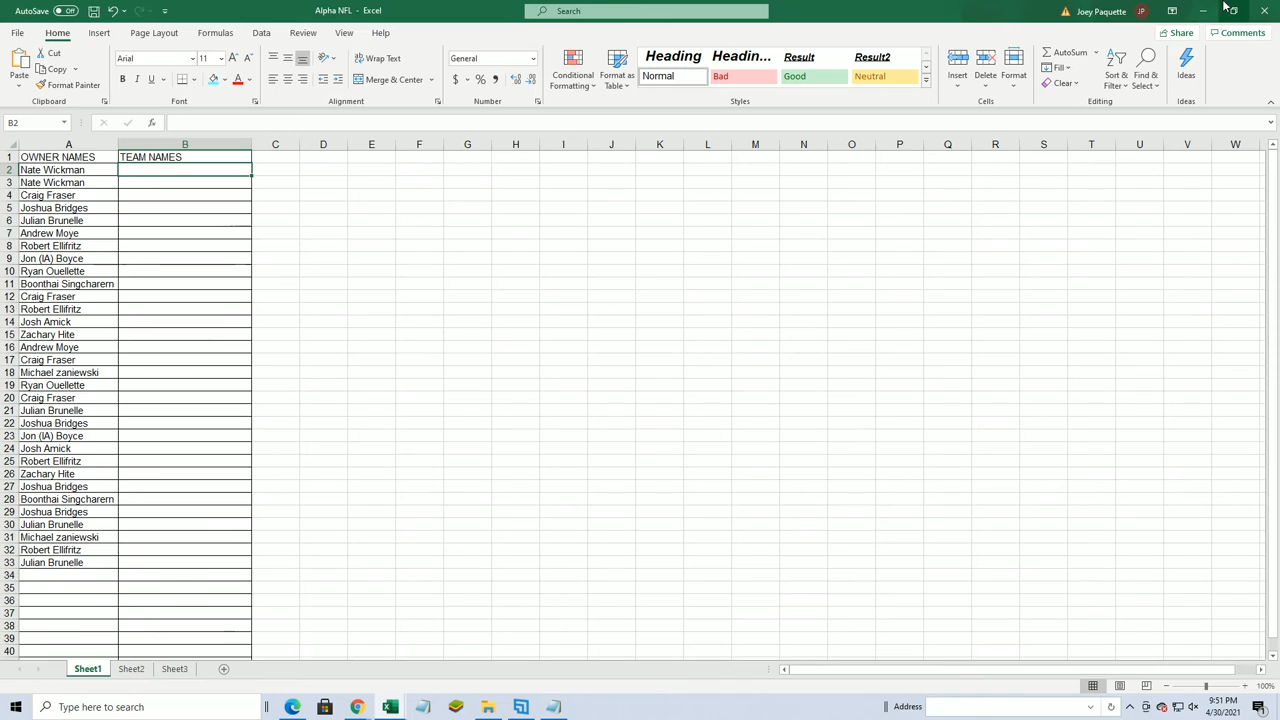 AutoSave Off
Alpha NFL - Excel
Search
Joey Paquette JP
File Home Insert Page Layout Formulas Data Review View Help
Share Comments
Paste
Cut
Copy
Format Painter
Clipboard
Arial 11
B I U
Font
Wrap Text
Merge & Center
Alignment
General
Number
Conditional Formatting
Format as Table
Heading Headin... Result Result2
Normal Bad Good Neutral
Styles
Insert Delete Format
Cells
AutoSum
Fill
Clear
Sort & Filter
Find & Select
Editing
Ideas
Ideas
B2 fx
A B C D E F G H I J K L M N O P Q R S T U V W
1 OWNER NAMES TEAM NAMES
2 Nate Wickman
3 Nate Wickman
4 Craig Fraser
5 Joshua Bridges
6 Julian Brunelle
7 Andrew Moye
8 Robert Ellifritz
9 Jon (IA) Boyce
10 Ryan Ouellette
11 Boonthai Singcharern
12 Craig Fraser
13 Robert Ellifritz
14 Josh Amick
15 Zachary Hite
16 Andrew Moye
17 Craig Fraser
18 Michael zaniewski
19 Ryan Ouellette
20 Craig Fraser
21 Julian Brunelle
22 Joshua Bridges
23 Jon (IA) Boyce
24 Josh Amick
25 Robert Ellifritz
26 Zachary Hite
27 Joshua Bridges
28 Boonthai Singcharern
29 Joshua Bridges
30 Julian Brunelle
31 Michael zaniewski
32 Robert Ellifritz
33 Julian Brunelle
34
35
36
37
38
39
40
Sheet1 Sheet2 Sheet3
100%
Type here to search
Address
9:51 PM
4/30/2021